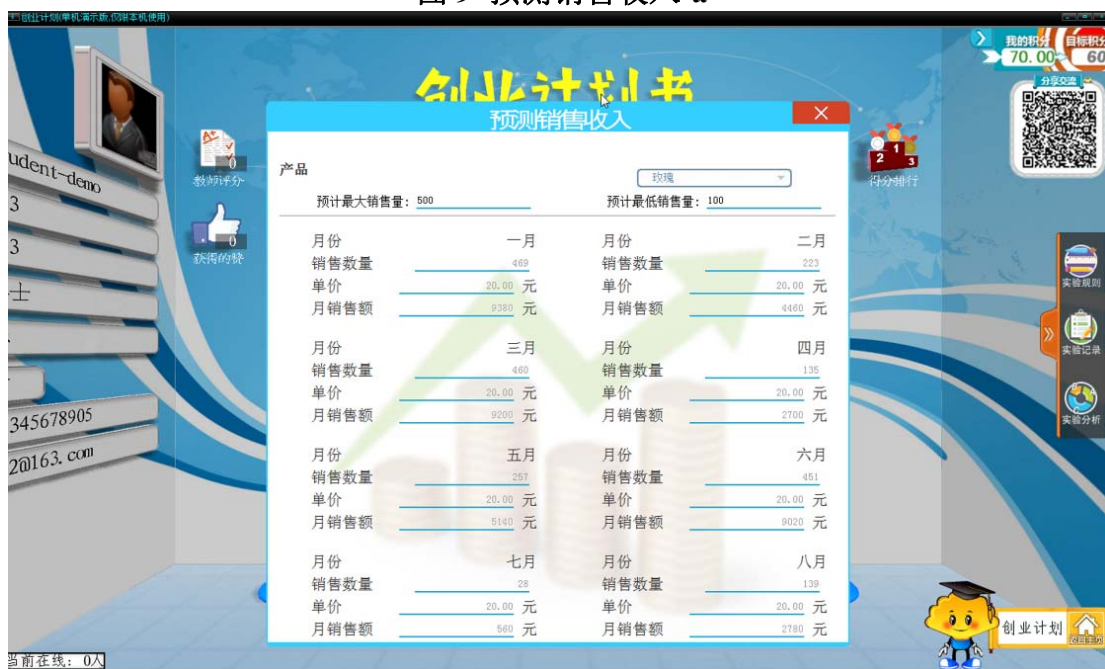 创业计划(单机演示版,仅限本机使用)
我的积分
目标积分
70.00
60
分享交流
创业计划书
预测销售收入
udent-demo
3
3
士
345678905
2@163.com
0
教师评分
0
获得的赞
得分排行
产品
玫瑰
预计最大销售量: 500
预计最低销售量: 100
月份 一月
销售数量 469
单价 20.00 元
月销售额 9380 元
月份 二月
销售数量 223
单价 20.00 元
月销售额 4460 元
月份 三月
销售数量 460
单价 20.00 元
月销售额 9200 元
月份 四月
销售数量 135
单价 20.00 元
月销售额 2700 元
月份 五月
销售数量 257
单价 20.00 元
月销售额 5140 元
月份 六月
销售数量 451
单价 20.00 元
月销售额 9020 元
月份 七月
销售数量 28
单价 20.00 元
月销售额 560 元
月份 八月
销售数量 139
单价 20.00 元
月销售额 2780 元
实验规则
实验记录
实验分析
创业计划
返回主页
当前在线: 0人